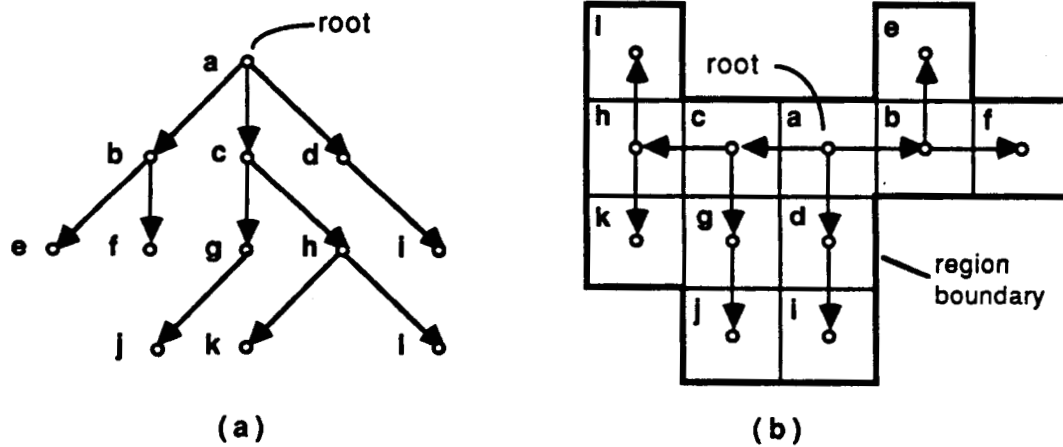 root
a
b c d
e f g h i
j k l
(a)
l e
root
h c a b f
k g d
region
boundary
j i
(b)